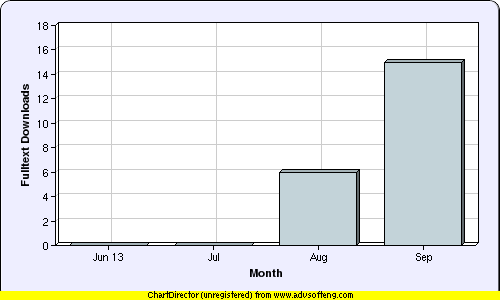 18
16
14
12
10
8
6
4
2
0
Fulltext Downloads
Jun 13 Jul Aug Sep
Month
ChartDirector (unregistered) from www.advsofteng.com